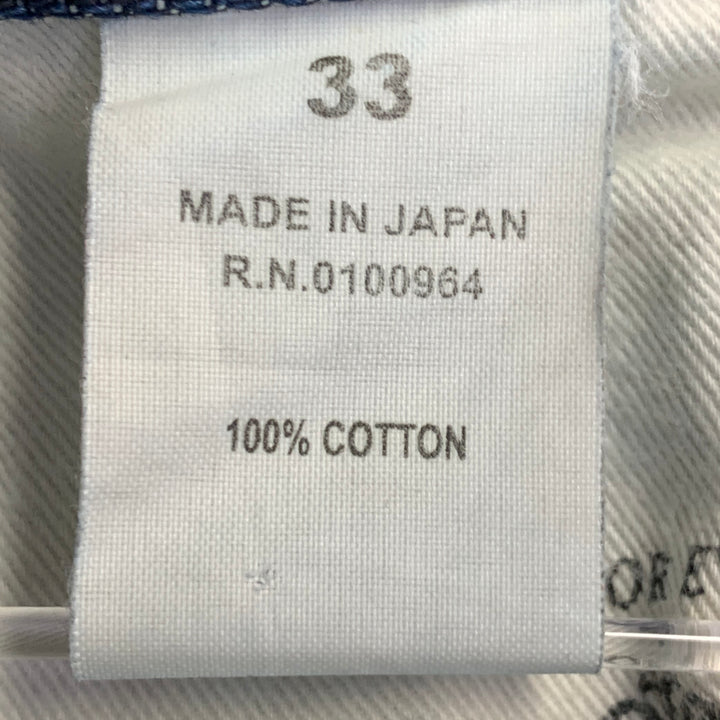 33
MADE IN JAPAN
R.N.0100964
100% COTTON